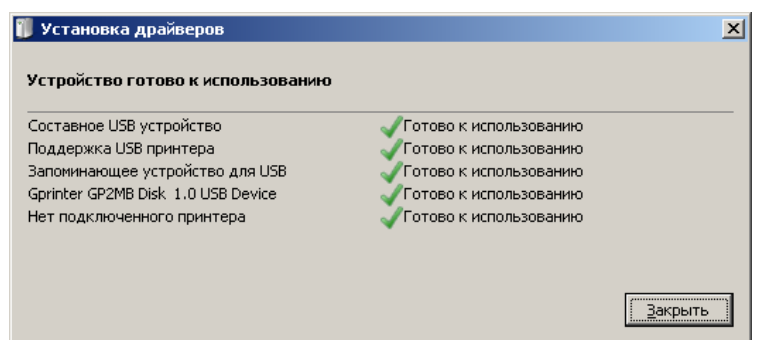 Установка драйверов
Устройство готово к использованию
Составное USB устройство Готово к использованию
Поддержка USB принтера Готово к использованию
Запоминающее устройство для USB Готово к использованию
Gprinter GP2MB Disk 1.0 USB Device Готово к использованию
Нет подключенного принтера Готово к использованию
Закрыть